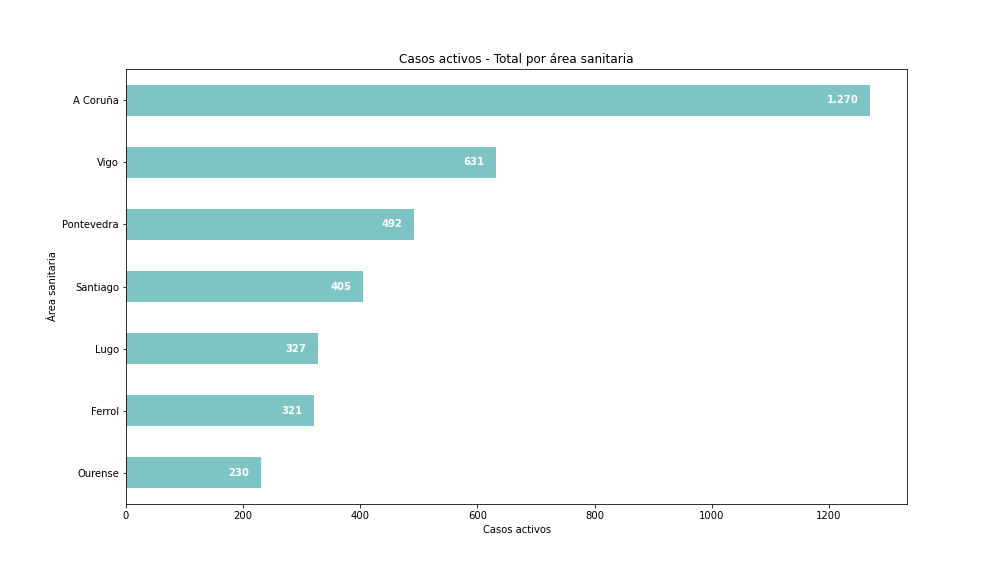 Casos activos - Total por área sanitaria
A Coruña
1.270
Vigo
631
Pontevedra
492
Santiago
405
Lugo
327
Ferrol
321
Ourense
230
Área sanitaria
0 200 400 600 800 1000 1200
Casos activos